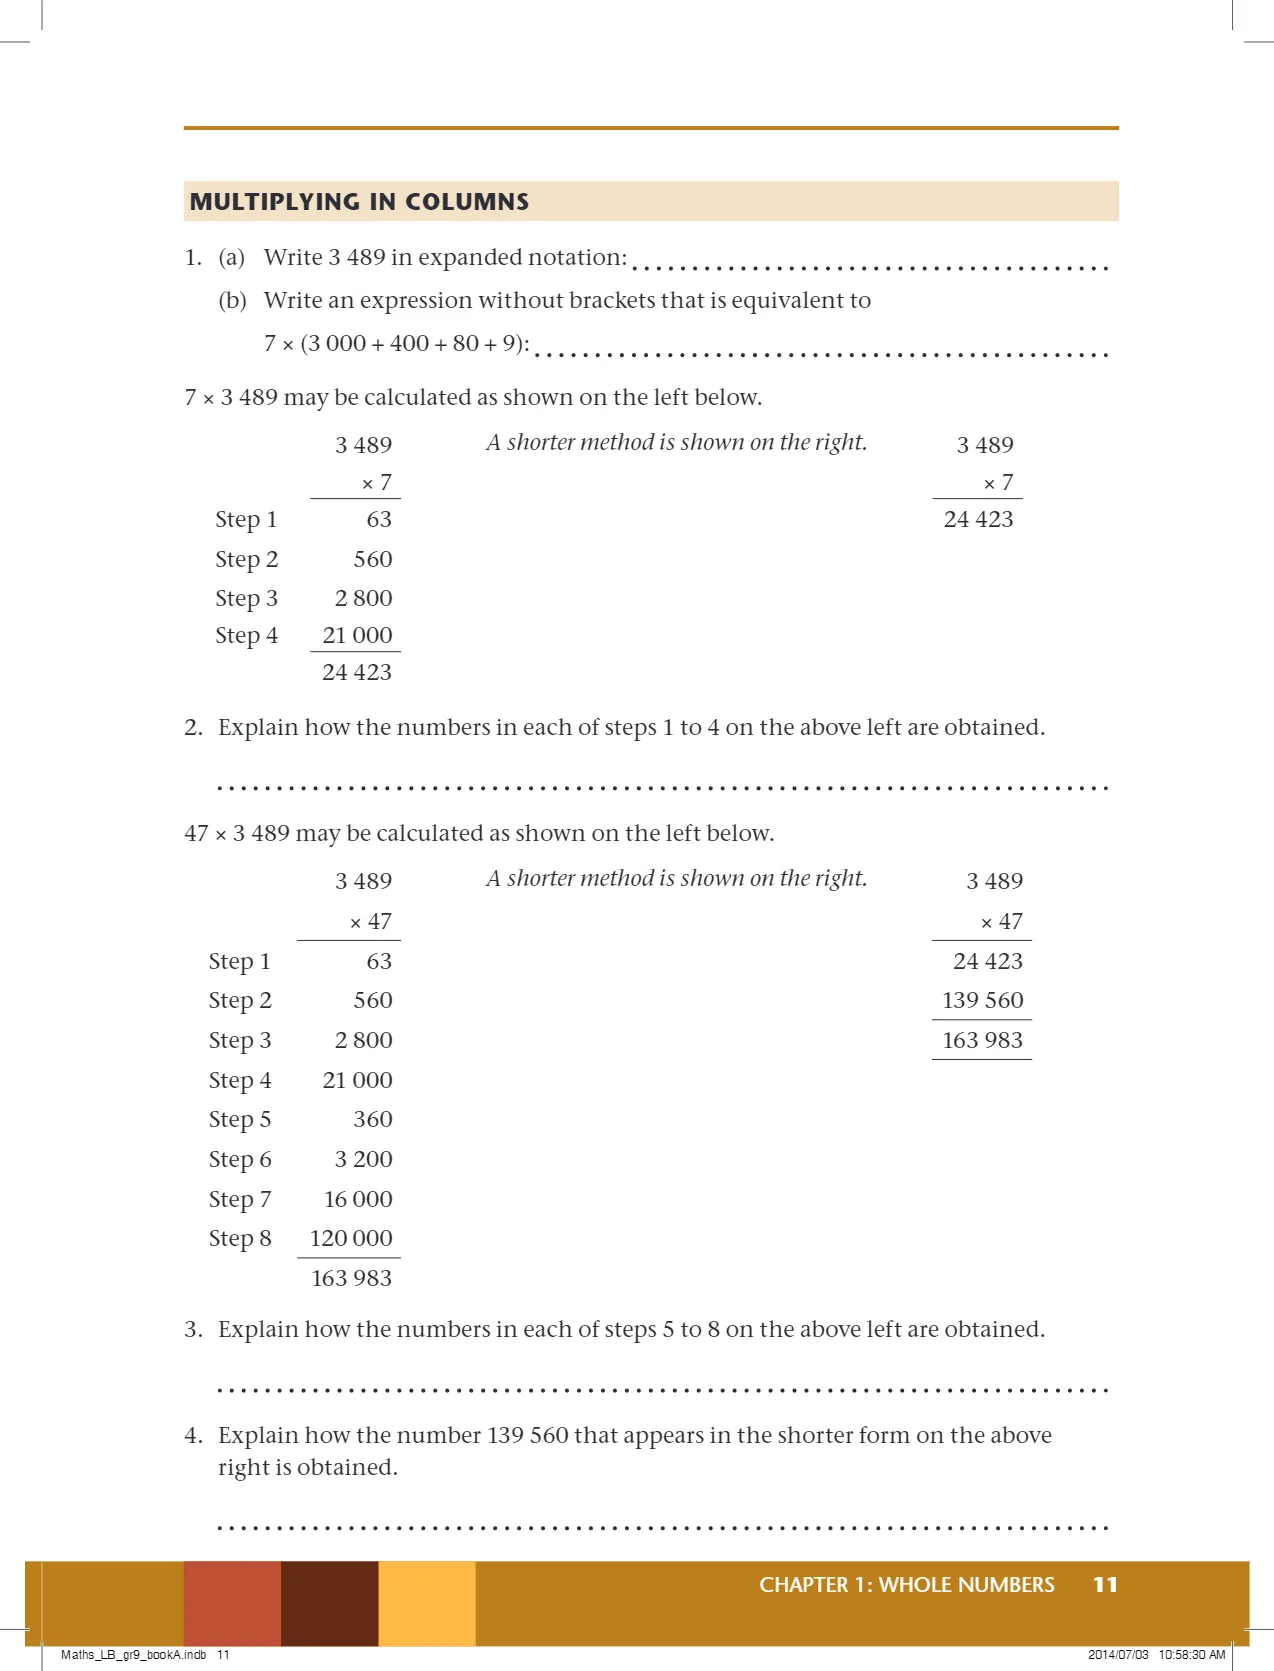 MULTIPLYING IN COLUMNS
1. (a) Write 3 489 in expanded notation:
(b) Write an expression without brackets that is equivalent to
7 × (3 000 + 400 + 80 + 9):
7 × 3 489 may be calculated as shown on the left below.
3 489 A shorter method is shown on the right. 3 489
× 7 × 7
Step 1 63 24 423
Step 2 560
Step 3 2 800
Step 4 21 000
24 423
2. Explain how the numbers in each of steps 1 to 4 on the above left are obtained.
47 × 3 489 may be calculated as shown on the left below.
3 489 A shorter method is shown on the right. 3 489
× 47 × 47
Step 1 63 24 423
Step 2 560 139 560
Step 3 2 800 163 983
Step 4 21 000
Step 5 360
Step 6 3 200
Step 7 16 000
Step 8 120 000
163 983
3. Explain how the numbers in each of steps 5 to 8 on the above left are obtained.
4. Explain how the number 139 560 that appears in the shorter form on the above
right is obtained.
CHAPTER 1: WHOLE NUMBERS 11
Maths_LB_gr9_bookA.indb 11 2014/07/03 10:58:30 AM